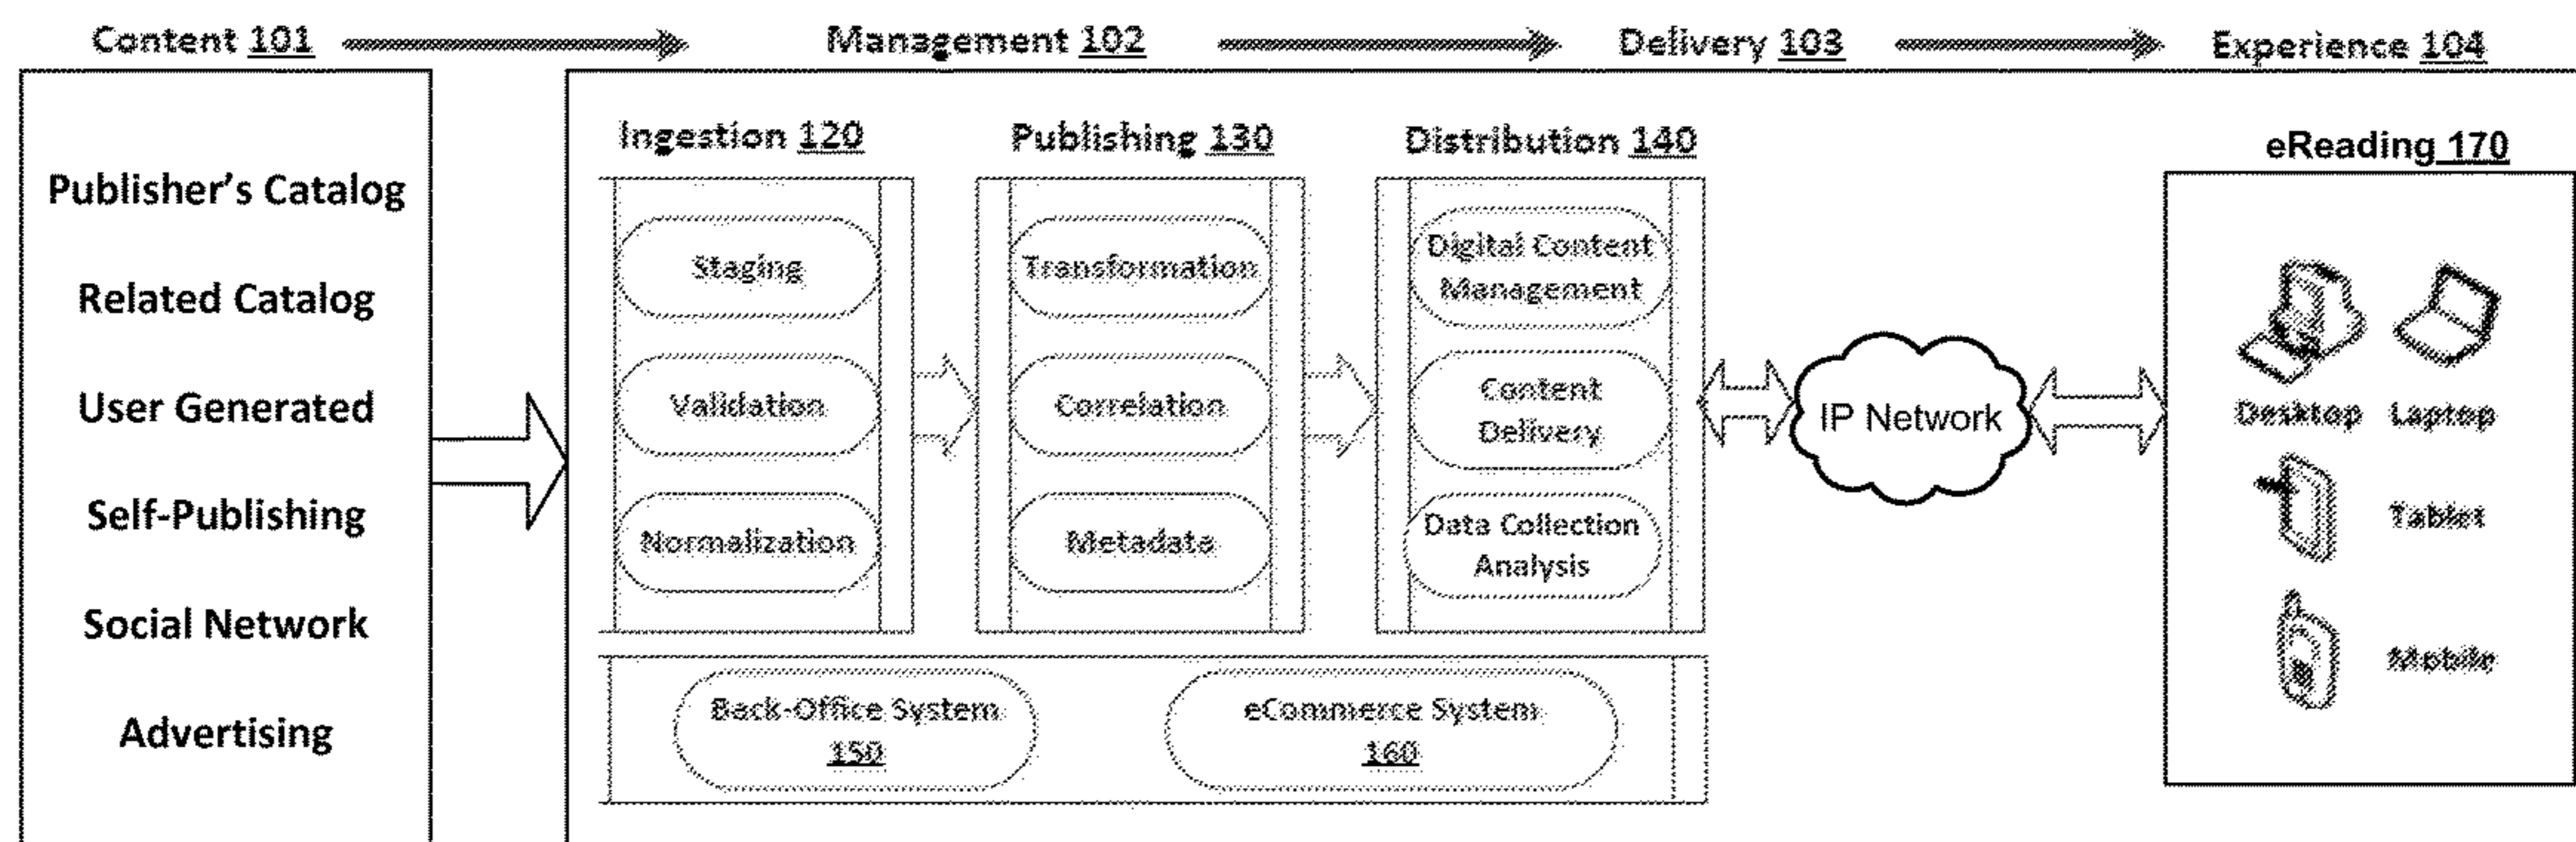 Content 101
Management 102
Delivery 103
Experience 104
Publisher's Catalog
Related Catalog
User Generated
Self-Publishing
Social Network
Advertising
Ingestion 120
Staging
Validation
Normalization
Publishing 130
Transformation
Correlation
Metadata
Distribution 140
Digital Content
Management
Content
Delivery
Data Collection
Analysis
Back-Office System
150
eCommerce System
160
IP Network
eReading 170
Desktop
Laptop
Tablet
Mobile